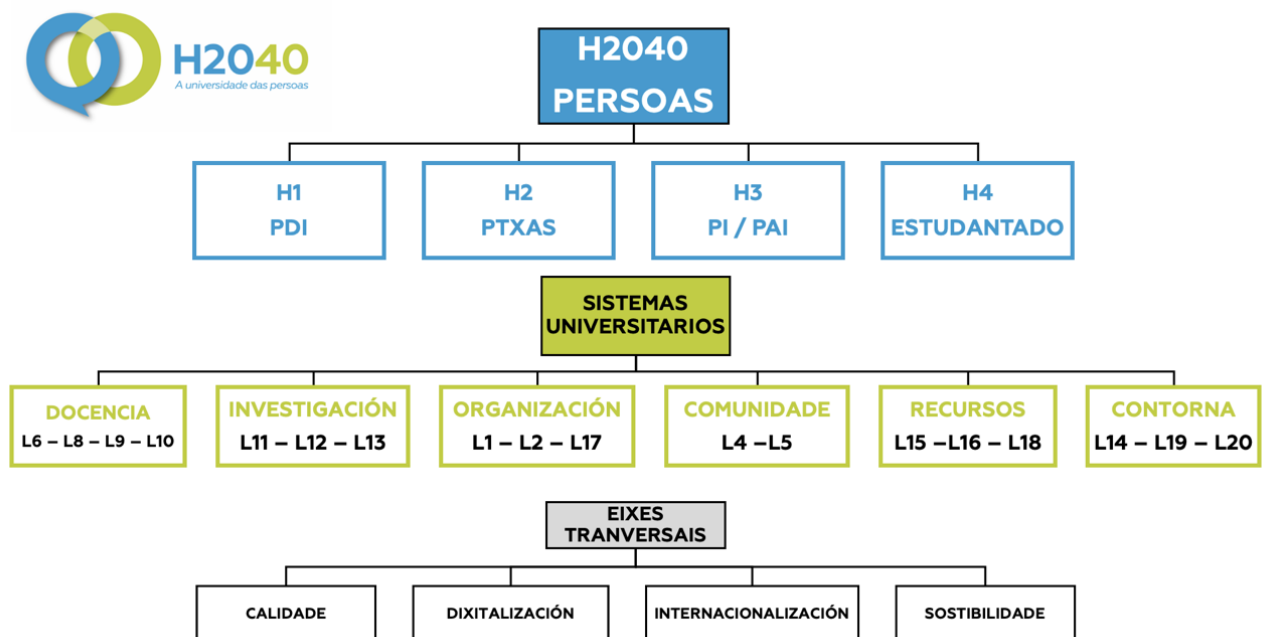 H2040
A universidade das persoas
H2040
PERSOAS
H1
PDI
H2
PTXAS
H3
PI / PAI
H4
ESTUDANTADO
SISTEMAS
UNIVERSITARIOS
DOCENCIA
L6 – L8 – L9 – L10
INVESTIGACIÓN
L11 – L12 – L13
ORGANIZACIÓN
L1 – L2 – L17
COMUNIDADE
L4 –L5
RECURSOS
L15 –L16 – L18
CONTORNA
L14 – L19 – L20
EIXES
TRANVERSAIS
CALIDADE
DIXITALIZACIÓN
INTERNACIONALIZACIÓN
SOSTIBILIDADE